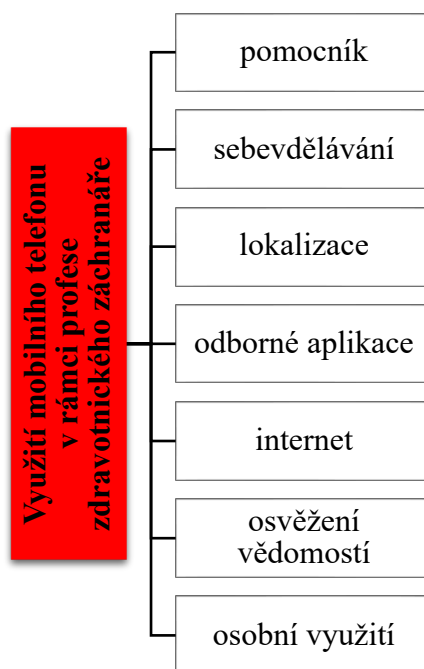 Využití mobilního telefonu
v rámci profese
zdravotnického záchranáře
pomocník
sebevdělávání
lokalizace
odborné aplikace
internet
osvěžení
vědomostí
osobní využití